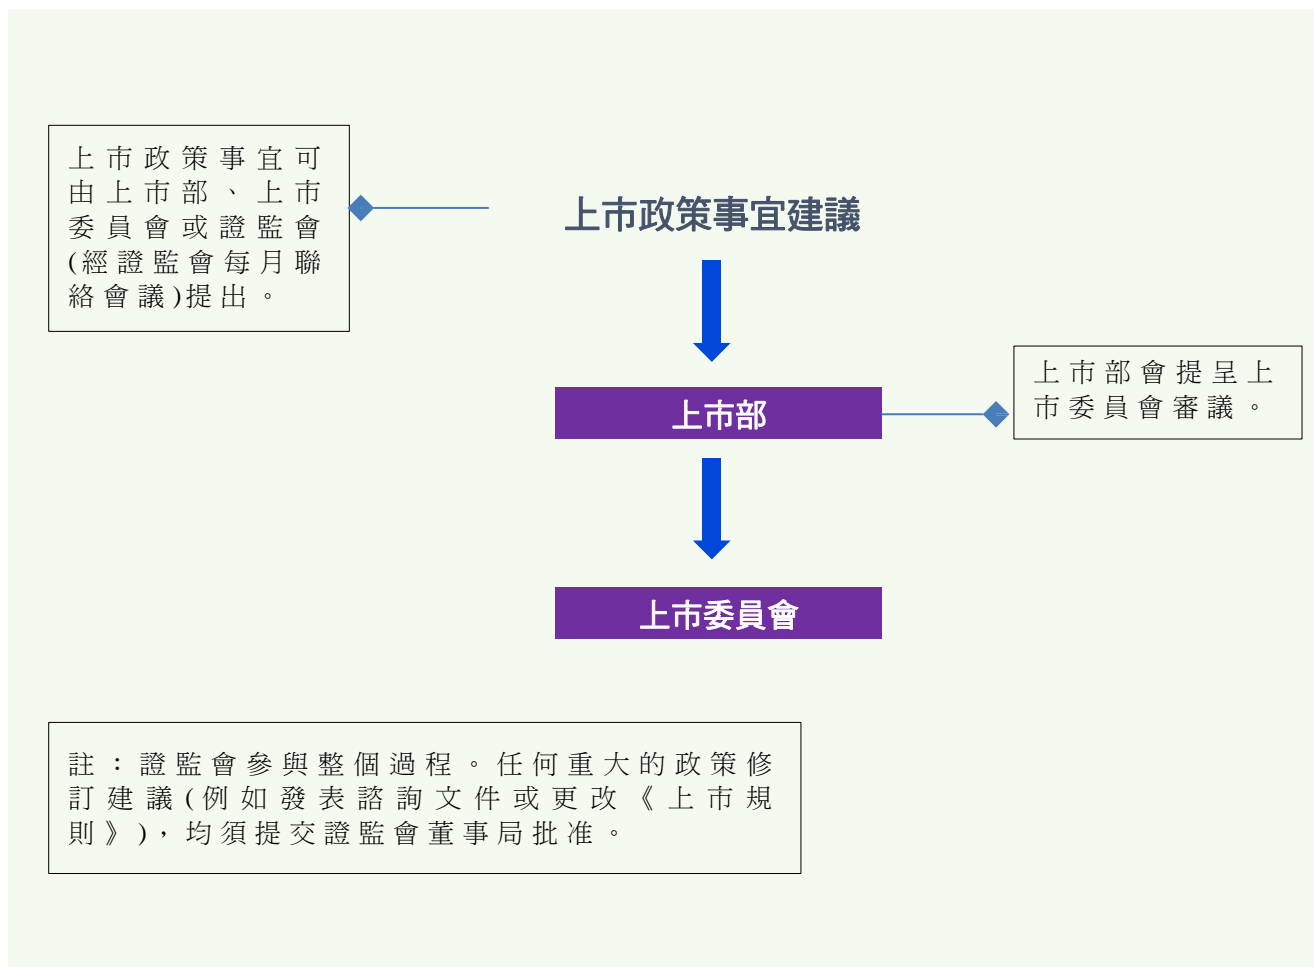 上市政策事宜可
由上市部、上市
委員會或證監會
(經證監會每月聯
絡會議)提出。
上市政策事宜建議
上市部
上市部會提呈上
市委員會審議。
上市委員會
註：證監會參與整個過程。任何重大的政策修
訂建議(例如發表諮詢文件或更改《上市規
則》)，均須提交證監會董事局批准。